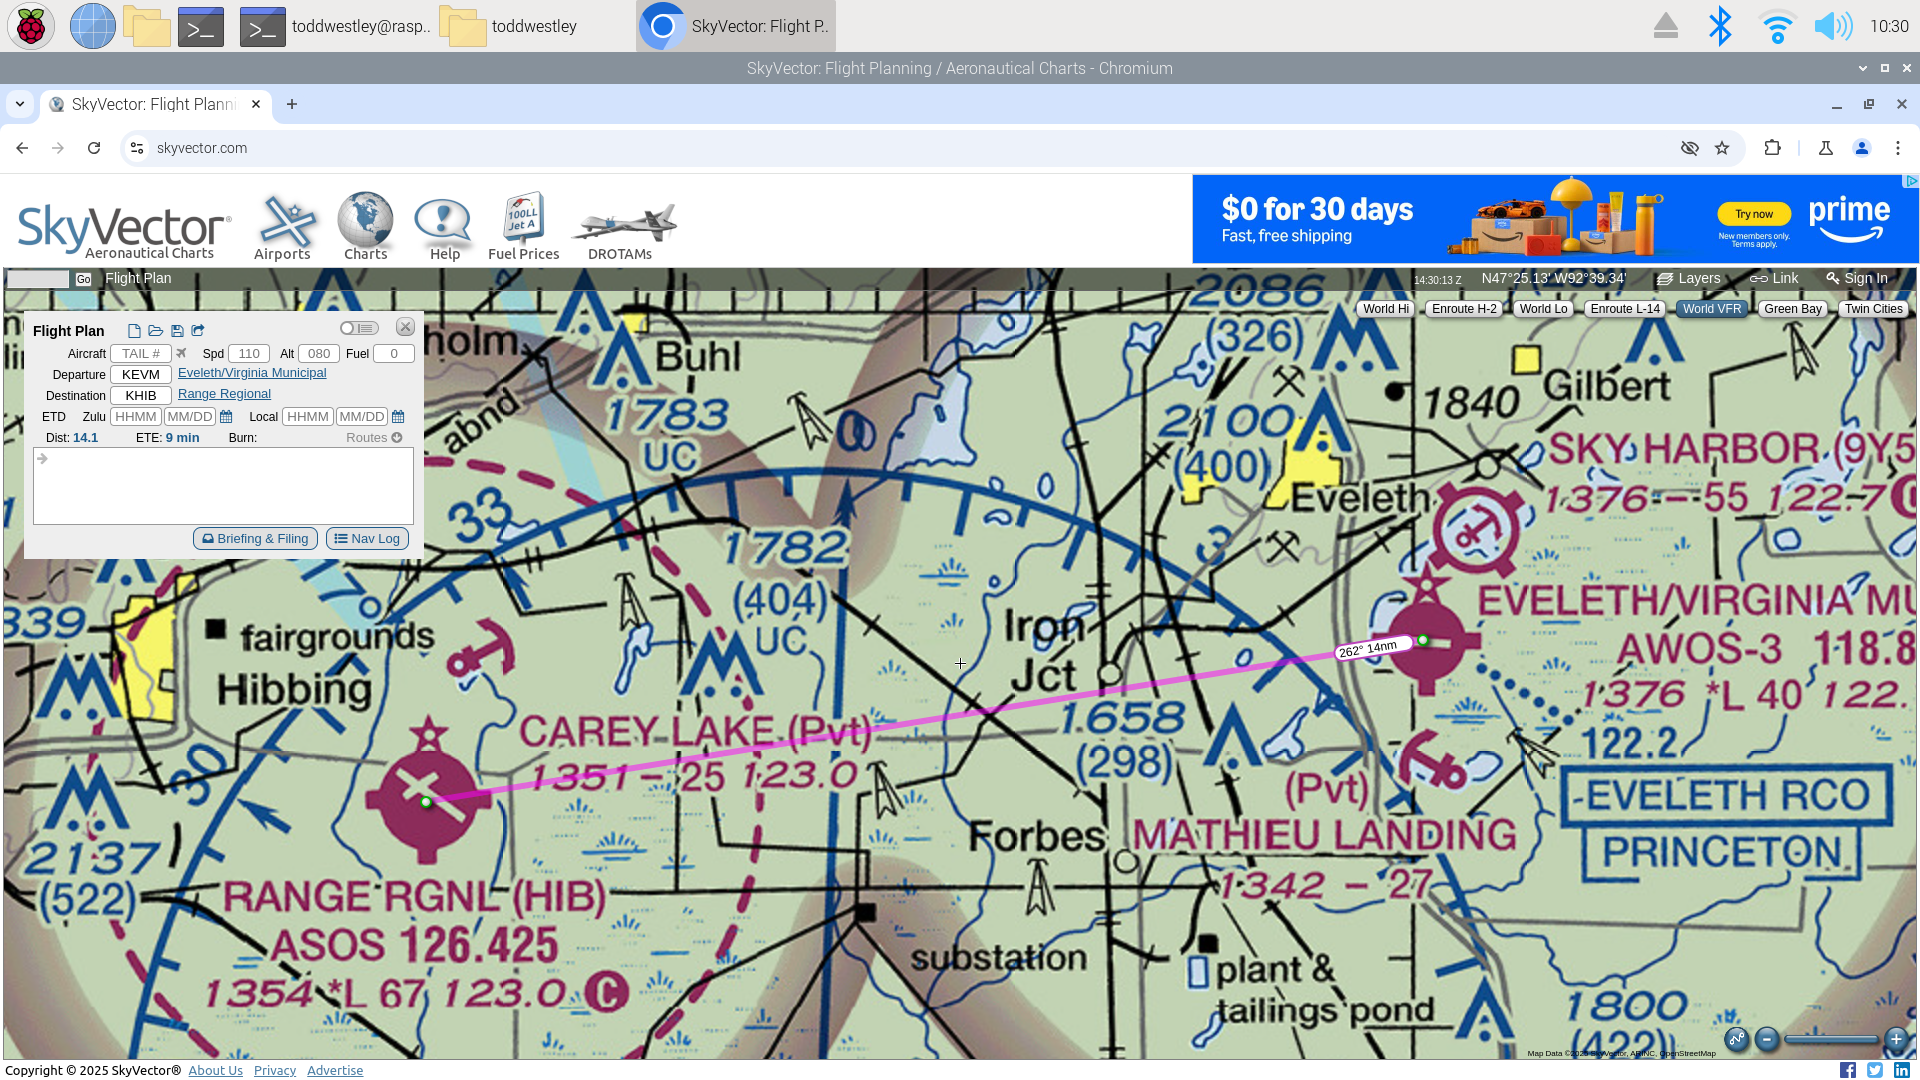 toddwestley@rasp..
toddwestley
SkyVector: Flight P..
10:30
SkyVector: Flight Planning / Aeronautical Charts - Chromium
SkyVector: Flight Planni
skyvector.com
SkyVector®
Aeronautical Charts
Airports
Charts
Help
100LL
Jet A
Fuel Prices
DROTAMs
$0 for 30 days
Fast, free shipping
Try now
New members only.
Terms apply.
prime
Go
Flight Plan
14:30:13 Z
N47°25.13' W92°39.34'
Layers
Link
Sign In
World Hi
Enroute H-2
World Lo
Enroute L-14
World VFR
Green Bay
Twin Cities
Flight Plan
Aircraft TAIL # Spd 110 Alt 080 Fuel 0
Departure KEVM Eveleth/Virginia Municipal
Destination KHIB Range Regional
ETD Zulu HHMM MM/DD Local HHMM MM/DD
Dist: 14.1 ETE: 9 min Burn: Routes
Briefing & Filing
Nav Log
holm
Buhl
abnd
1783
UC
2086
(326)
2100
(400)
Gilbert
1840
SKY HARBOR (9Y5
1376 - 55 122.7
Eveleth
33
3
1782
(404)
UC
17°
839
fairgrounds
Hibbing
Iron
Jct
EVELETH/VIRGINIA MU
AWOS-3 118.8
1376 *L 40 122.
262° 14nm
CAREY LAKE (Pvt)
1351 - 25 123.0
30
1658
(298)
122.2
EVELETH RCO
PRINCETON
(Pvt)
MATHIEU LANDING
1342 - 27
Forbes
2137
(522)
RANGE RGNL (HIB)
ASOS 126.425
1354 *L 67 123.0 C
substation
plant &
tailings pond
1800
(422)
Map Data ©2025 SkyVector, ARINC, OpenStreetMap
Copyright © 2025 SkyVector® About Us Privacy Advertise